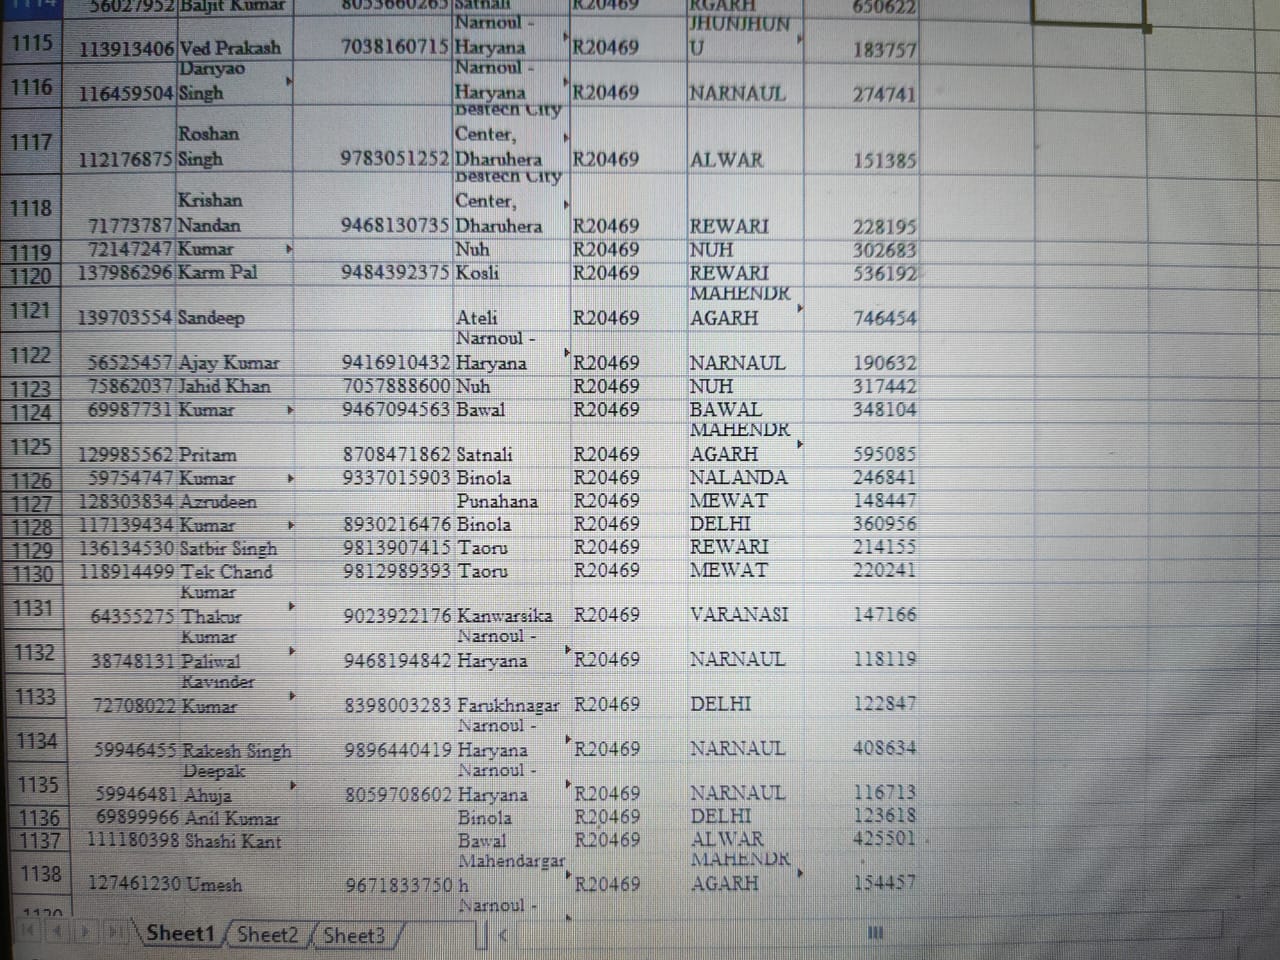 1114 56027952 Baljit Kumar 8053660265 Satnali R20469 RGARH 650622
Narnoul - JHUNJHUN
1115 113913406 Ved Prakash 7038160715 Haryana R20469 U 183757
Narnoul -
1116 116459504 Singh Haryana R20469 NARNAUL 274741
Bestech City
Roshan Center,
1117 112176875 Singh 9783051252 Dharuhera R20469 ALWAR 151385
Bestech City
Krishan Center,
1118 71773787 Nandan 9468130735 Dharuhera R20469 REWARI 228195
1119 72147247 Kumar Nuh R20469 NUH 302683
1120 137986296 Karm Pal 9484392375 Kosli R20469 REWARI 536192
MAHENDR
1121 139703554 Sandeep Ateli R20469 AGARH 746454
Narnoul -
1122 56525457 Ajay Kumar 9416910432 Haryana R20469 NARNAUL 190632
1123 75862037 Jahid Khan 7057888600 Nuh R20469 NUH 317442
1124 69987731 Kumar 9467094563 Bawal R20469 BAWAL 348104
MAHENDR
1125 129985562 Pritam 8708471862 Satnali R20469 AGARH 595085
1126 59754747 Kumar 9337015903 Binola R20469 NALANDA 246841
1127 128303834 Azrudeen Punahana R20469 MEWAT 148447
1128 117139434 Kumar 8930216476 Binola R20469 DELHI 360956
1129 136134530 Satbir Singh 9813907415 Taoru R20469 REWARI 214155
1130 118914499 Tek Chand 9812989393 Taoru R20469 MEWAT 220241
Kumar
1131 64355275 Thakur 9023922176 Kanwarsika R20469 VARANASI 147166
Kumar Narnoul -
1132 38748131 Paliwal 9468194842 Haryana R20469 NARNAUL 118119
Ravinder
1133 72708022 Kumar 8398003283 Farukhnagar R20469 DELHI 122847
Narnoul -
1134 59946455 Rakesh Singh 9896440419 Haryana R20469 NARNAUL 408634
Deepak Narnoul -
1135 59946481 Ahuja 8059708602 Haryana R20469 NARNAUL 116713
1136 69899966 Anil Kumar Binola R20469 DELHI 123618
1137 111180398 Shashi Kant Bawal R20469 ALWAR 425501
Mahendargar MAHENDR
1138 127461230 Umesh 9671833750 h R20469 AGARH 154457
Narnoul -
Sheet1 Sheet2 Sheet3